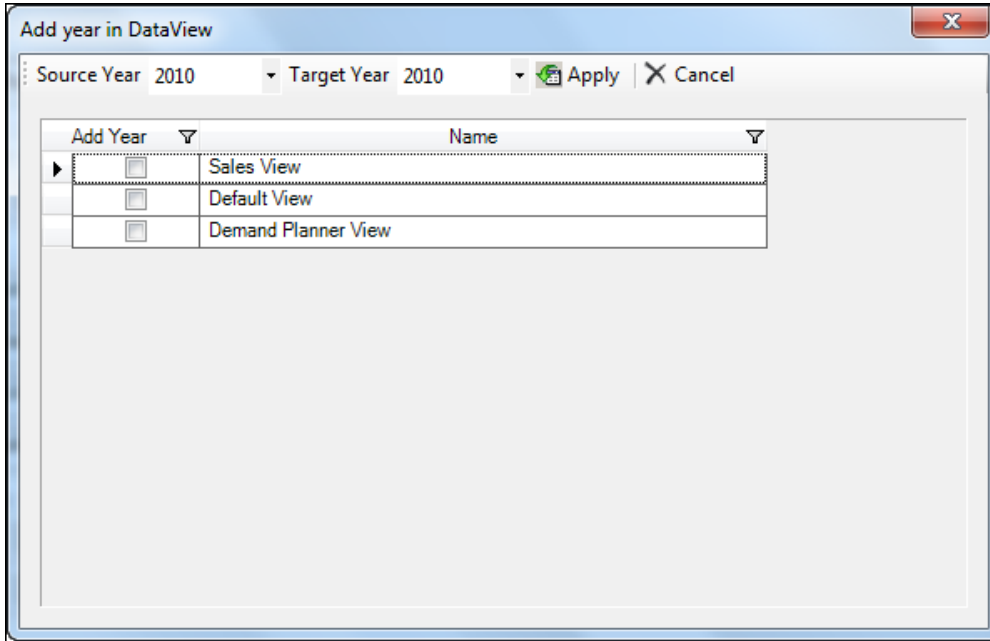 Add year in DataView
Source Year 2010 Target Year 2010 Apply Cancel
Add Year Name
Sales View
Default View
Demand Planner View